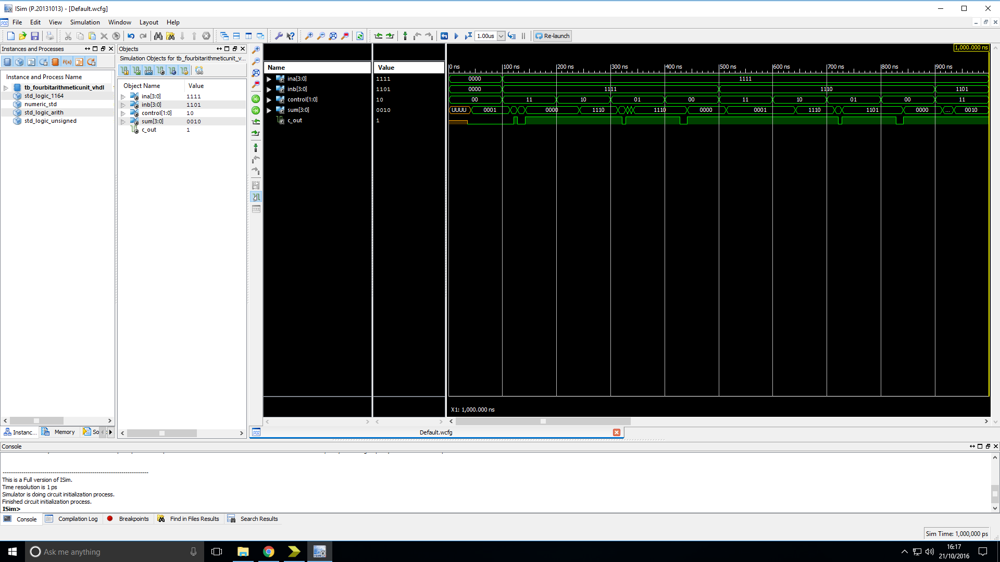 ISim (P.20131013) - [Default.wcfg]
File Edit View Simulation Window Layout Help
1.00us Re-launch
Instances and Processes
Instance and Process Name
tb_fourbitarithmeticunit_vhdl
std_logic_1164
numeric_std
std_logic_arith
std_logic_unsigned
Instanc... Memory So
Objects
Simulation Objects for tb_fourbitarithmeticunit_v...
Object Name Value
ina[3:0] 1111
inb[3:0] 1101
control[1:0] 10
sum[3:0] 0010
c_out 1
Name Value
ina[3:0] 1111
inb[3:0] 1101
control[1:0] 10
sum[3:0] 0010
c_out 1
1,000.000 ns
0 ns 100 ns 200 ns 300 ns 400 ns 500 ns 600 ns 700 ns 800 ns 900 ns
0000 1111
0000 1111 1110 1101
00 11 10 01 00 11 10 01 00 11
UUUU 0001 0000 1110 1110 0000 0001 1110 1101 0000 ... 0010
X1: 1,000.000 ns
Default.wcfg
Console
This is a Full version of ISim.
Time resolution is 1 ps
Simulator is doing circuit initialization process.
Finished circuit initialization process.
ISim>
Console Compilation Log Breakpoints Find in Files Results Search Results
Sim Time: 1,000,000 ps
Ask me anything
16:17
21/10/2016